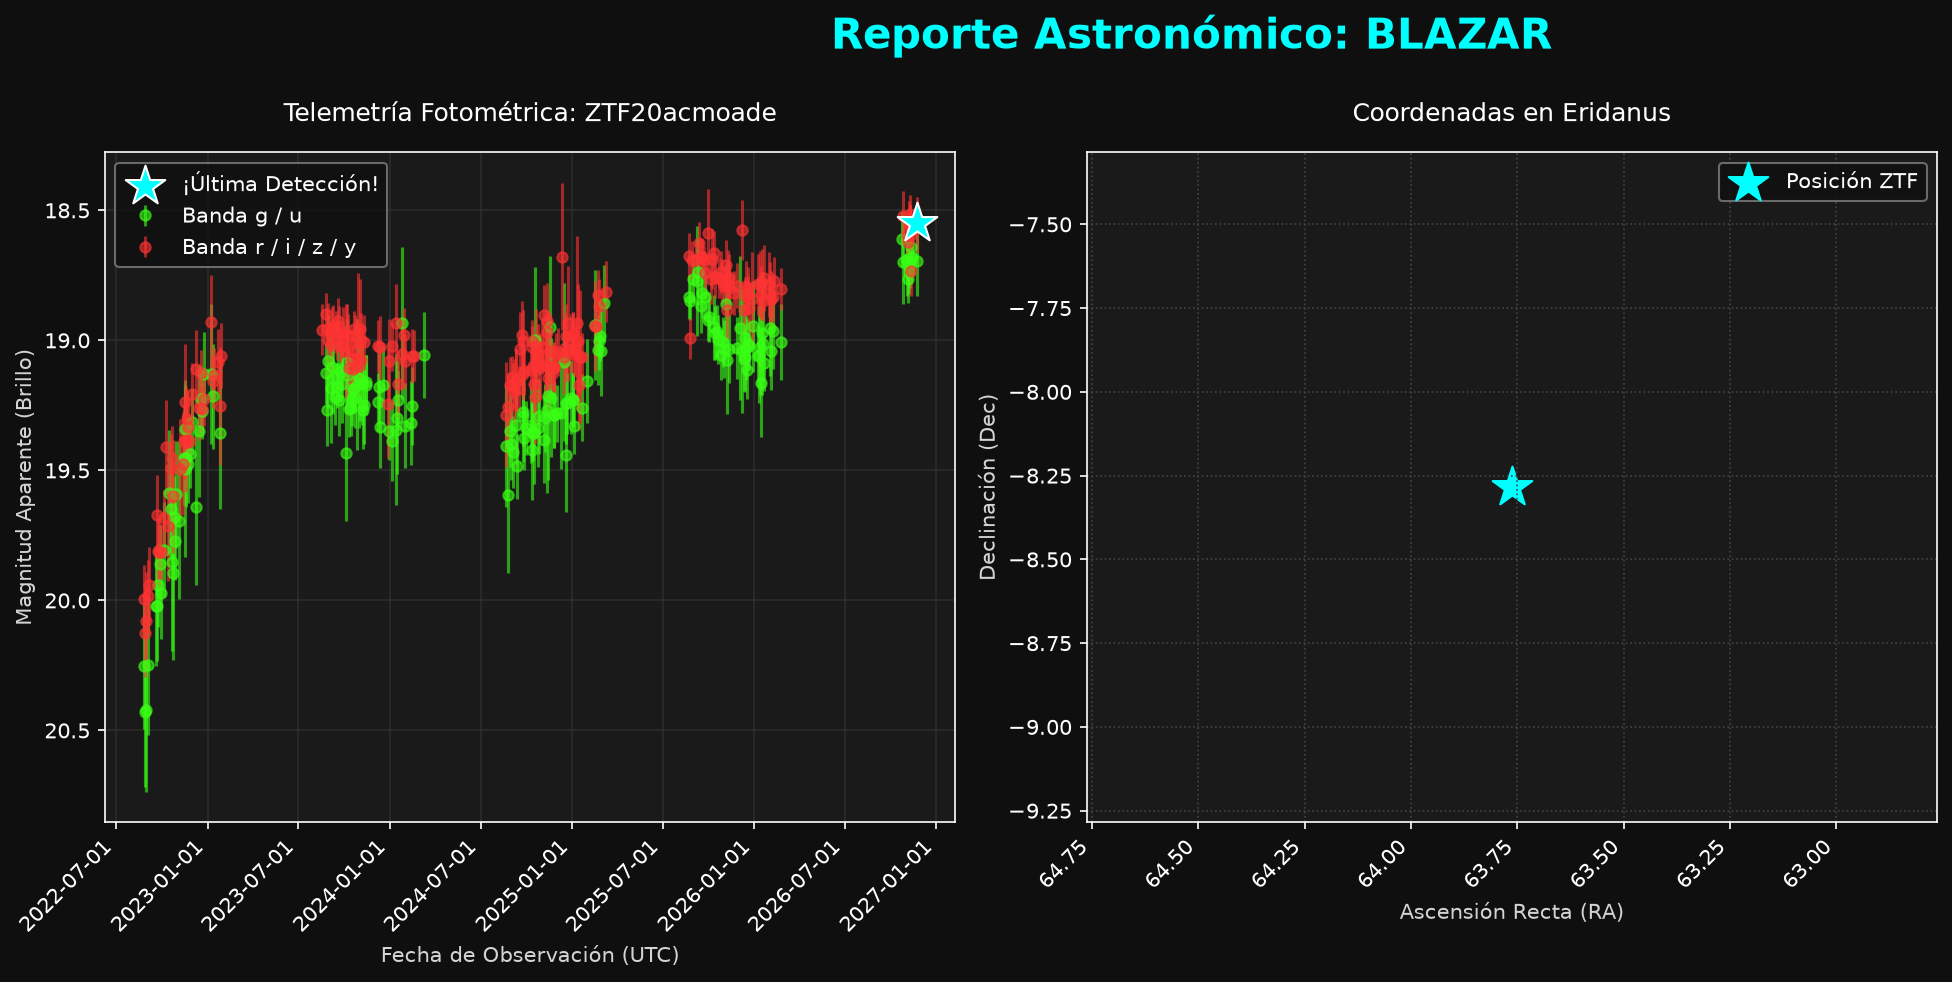 Reporte Astronómico: BLAZAR
Telemetría Fotométrica: ZTF20acmoade
¡Última Detección!
Banda g / u
Banda r / i / z / y
Magnitud Aparente (Brillo)
18.5
19.0
19.5
20.0
20.5
2022-07-01
2023-01-01
2023-07-01
2024-01-01
2024-07-01
2025-01-01
2025-07-01
2026-01-01
2026-07-01
2027-01-01
Fecha de Observación (UTC)
Coordenadas en Eridanus
Posición ZTF
Declinación (Dec)
−7.50
−7.75
−8.00
−8.25
−8.50
−8.75
−9.00
−9.25
64.75
64.50
64.25
64.00
63.75
63.50
63.25
63.00
Ascensión Recta (RA)